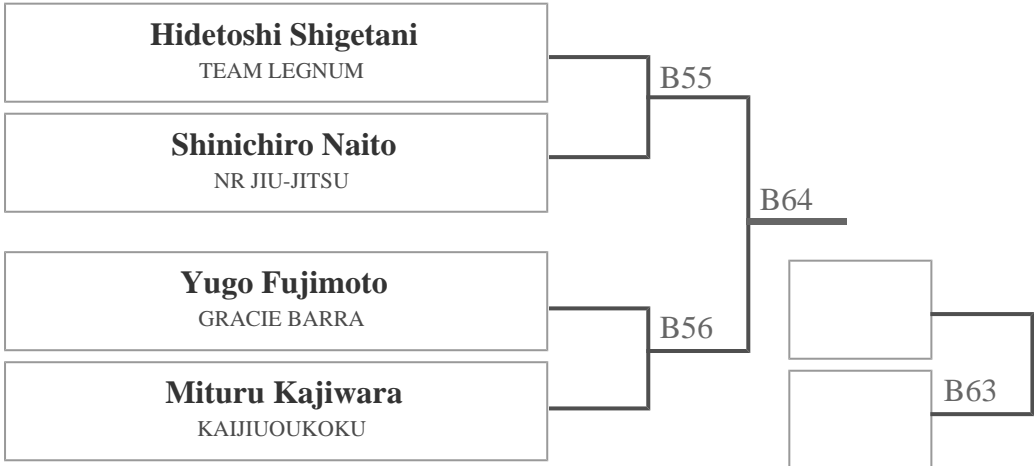 Hidetoshi Shigetani
TEAM LEGNUM
B55
Shinichiro Naito
NR JIU-JITSU
B64
Yugo Fujimoto
GRACIE BARRA
B56
Mituru Kajiwara
KAIJIUOUKOKU
B63